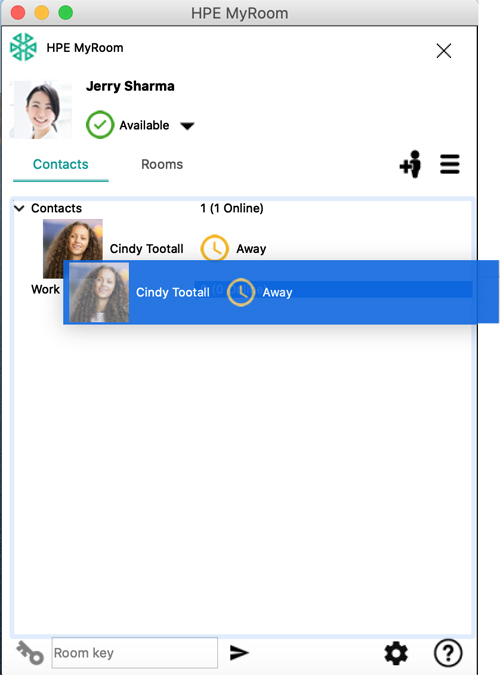 HPE MyRoom
HPE MyRoom
Jerry Sharma
Available
Contacts Rooms
Contacts 1 (1 Online)
Cindy Tootall Away
Work
Cindy Tootall Away
Room key